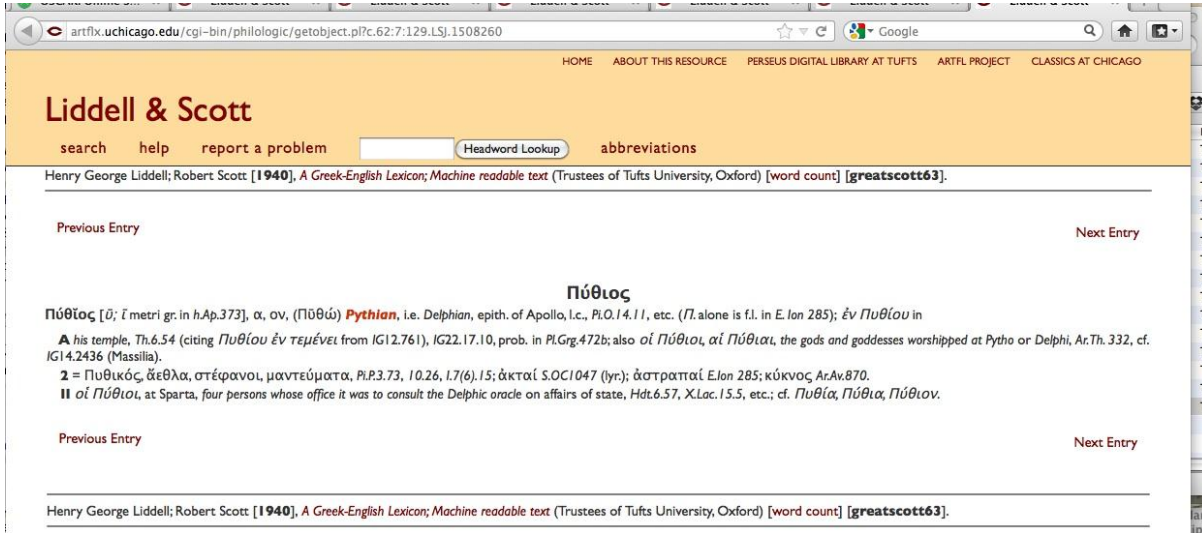 Liddell & Scott
artflx.uchicago.edu/cgi-bin/philologic/getobject.pl?c.62:7:129.LSJ.1508260 Google
HOME ABOUT THIS RESOURCE PERSEUS DIGITAL LIBRARY AT TUFTS ARTFL PROJECT CLASSICS AT CHICAGO
Liddell & Scott
search help report a problem Headword Lookup abbreviations
Henry George Liddell; Robert Scott [1940], A Greek-English Lexicon; Machine readable text (Trustees of Tufts University, Oxford) [word count] [greatscott63].
Previous Entry
Next Entry
Πύθιος
Πύθῐος [ῡ; ῑ metri gr. in h.Ap.373], α, ον, (Πῡθώ) Pythian, i.e. Delphian, epith. of Apollo, l.c., Pi.O.14.11, etc. (Π. alone is f.l. in E.Ion 285); ἐν Πυθίου in
A his temple, Th.6.54 (citing Πυθίου ἐν τεμένει from IG12.761), IG22.17.10, prob. in Pl.Grg.472b; also οἱ Πύθιοι, αἱ Πύθιαι, the gods and goddesses worshipped at Pytho or Delphi, Ar.Th. 332, cf.
IG14.2436 (Massilia).
2 = Πυθικός, ἄεθλα, στέφανοι, μαντεύματα, Pi.P.3.73, 10.26, I.7(6).15; ἀκταί S.OC1047 (lyr.); ἀστραπαί E.Ion 285; κύκνος Ar.Av.870.
II οἱ Πύθιοι, at Sparta, four persons whose office it was to consult the Delphic oracle on affairs of state, Hdt.6.57, X.Lac.15.5, etc.; cf. Πυθία, Πύθια, Πύθιον.
Previous Entry
Next Entry
Henry George Liddell; Robert Scott [1940], A Greek-English Lexicon; Machine readable text (Trustees of Tufts University, Oxford) [word count] [greatscott63].